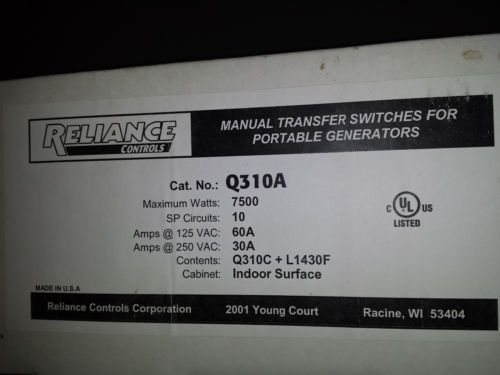 RELIANCE
CONTROLS
MANUAL TRANSFER SWITCHES FOR
PORTABLE GENERATORS
Cat. No.: Q310A
Maximum Watts: 7500
SP Circuits: 10
Amps @ 125 VAC: 60A
Amps @ 250 VAC: 30A
Contents: Q310C + L1430F
Cabinet: Indoor Surface
C UL US
LISTED
MADE IN U.S.A
Reliance Controls Corporation 2001 Young Court Racine, WI 53404